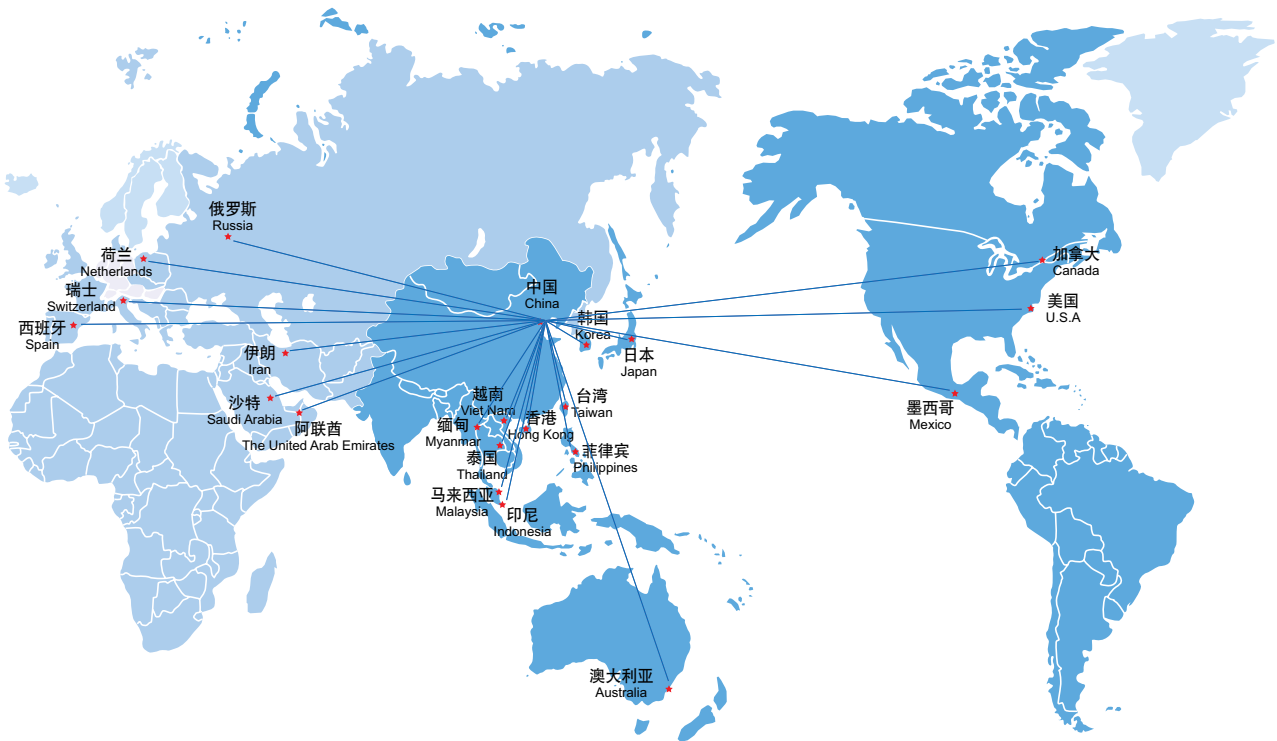 俄罗斯
Russia
荷兰
Netherlands
瑞士
Switzerland
西班牙
Spain
伊朗
Iran
沙特
Saudi Arabia
阿联酋
The United Arab Emirates
中国
China
韩国
Korea
日本
Japan
越南
Viet Nam
缅甸
Myanmar
泰国
Thailand
香港
Hong Kong
台湾
Taiwan
菲律宾
Philippines
马来西亚
Malaysia
印尼
Indonesia
澳大利亚
Australia
加拿大
Canada
美国
U.S.A
墨西哥
Mexico